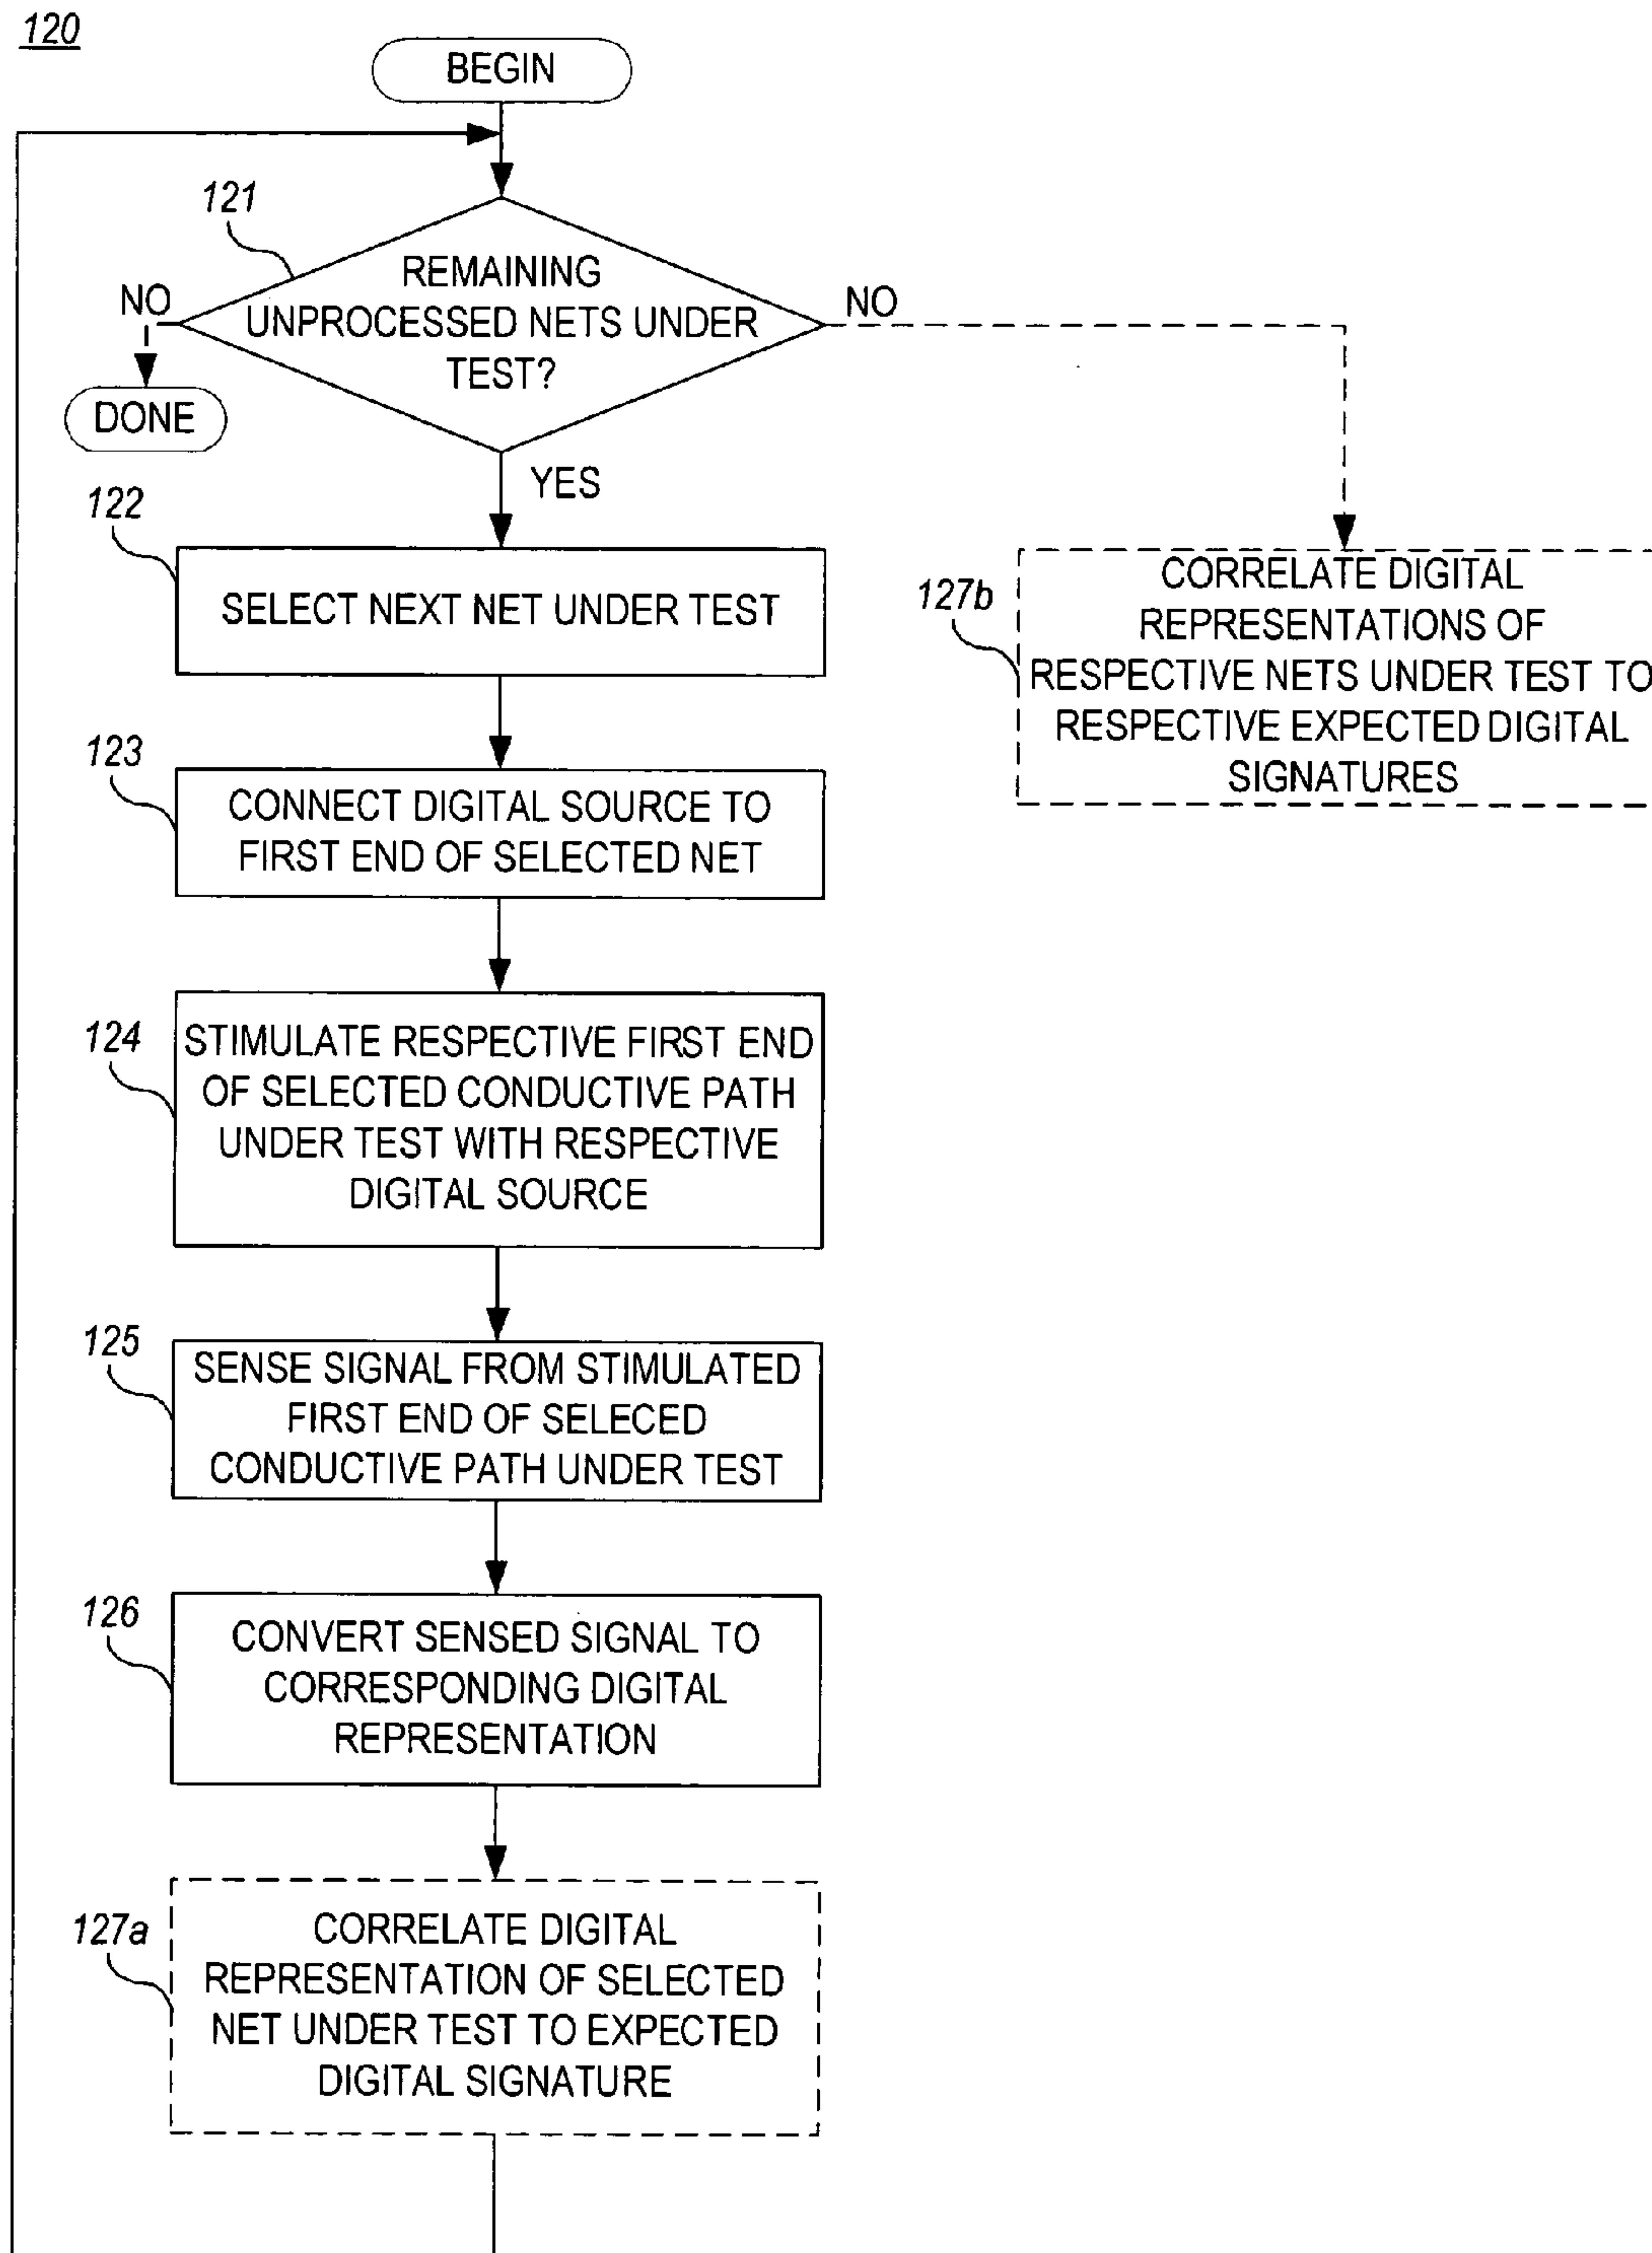 120
BEGIN
121
REMAINING
UNPROCESSED NETS UNDER
TEST?
NO
NO
DONE
YES
122
SELECT NEXT NET UNDER TEST
127b
CORRELATE DIGITAL
REPRESENTATIONS OF
RESPECTIVE NETS UNDER TEST TO
RESPECTIVE EXPECTED DIGITAL
SIGNATURES
123
CONNECT DIGITAL SOURCE TO
FIRST END OF SELECTED NET
124
STIMULATE RESPECTIVE FIRST END
OF SELECTED CONDUCTIVE PATH
UNDER TEST WITH RESPECTIVE
DIGITAL SOURCE
125
SENSE SIGNAL FROM STIMULATED
FIRST END OF SELECED
CONDUCTIVE PATH UNDER TEST
126
CONVERT SENSED SIGNAL TO
CORRESPONDING DIGITAL
REPRESENTATION
127a
CORRELATE DIGITAL
REPRESENTATION OF SELECTED
NET UNDER TEST TO EXPECTED
DIGITAL SIGNATURE